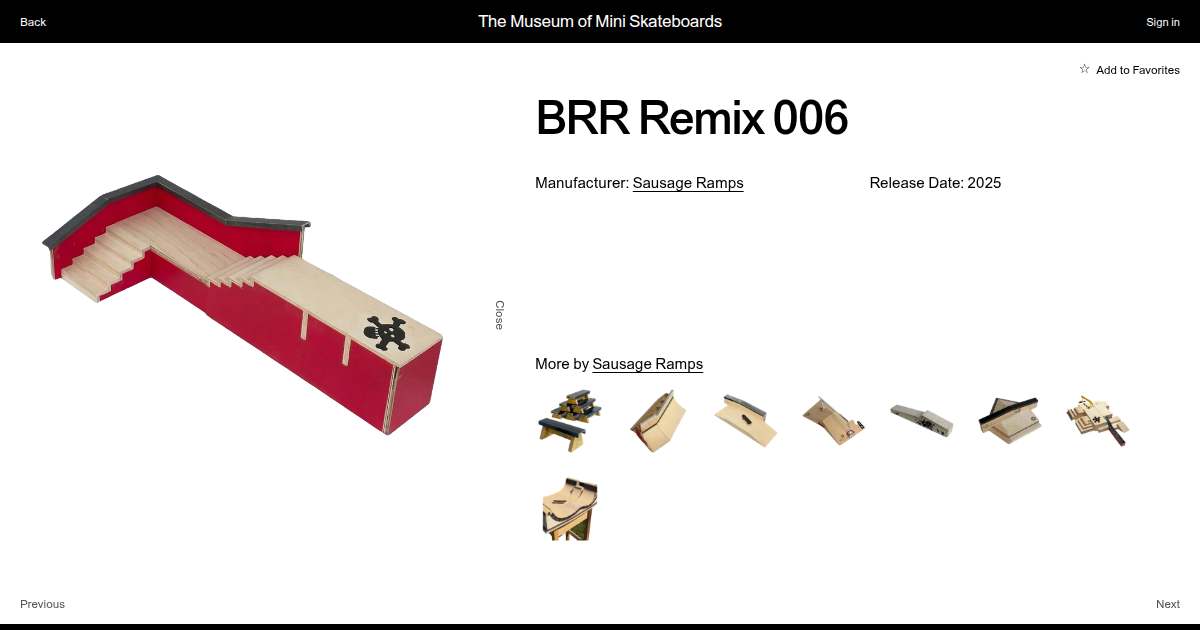 Back
The Museum of Mini Skateboards
Sign in
☆ Add to Favorites
BRR Remix 006
Manufacturer: Sausage Ramps
Release Date: 2025
Close
More by Sausage Ramps
Previous
Next